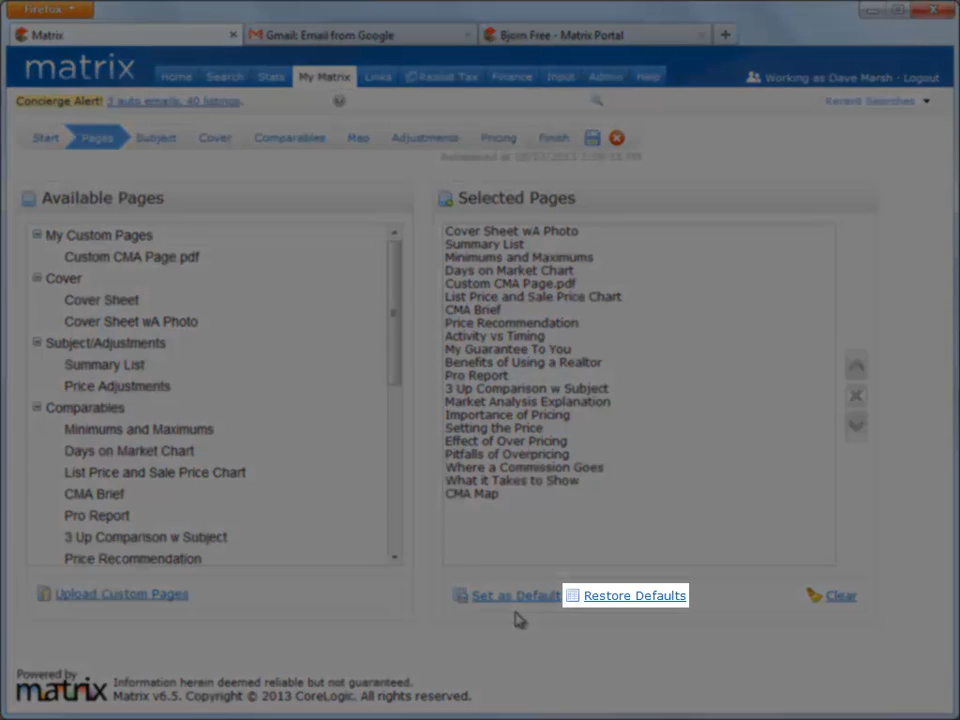 Firefox
Matrix
Gmail: Email from Google
Bjorn Free - Matrix Portal
matrix
Home Search Stats My Matrix Links Realist Tax Finance Input Admin Help
Working as Dave Marsh - Logout
Concierge Alert! 3 auto emails, 40 listings.
Recent Searches
Start Pages Subject Cover Comparables Map Adjustments Pricing Finish
Available Pages
My Custom Pages
Custom CMA Page.pdf
Cover
Cover Sheet
Cover Sheet wA Photo
Subject/Adjustments
Summary List
Price Adjustments
Comparables
Minimums and Maximums
Days on Market Chart
List Price and Sale Price Chart
CMA Brief
Pro Report
3 Up Comparison w Subject
Price Recommendation
Upload Custom Pages
Selected Pages
Cover Sheet wA Photo
Summary List
Minimums and Maximums
Days on Market Chart
Custom CMA Page.pdf
List Price and Sale Price Chart
CMA Brief
Price Recommendation
Activity vs Timing
My Guarantee To You
Benefits of Using a Realtor
Pro Report
3 Up Comparison w Subject
Market Analysis Explanation
Importance of Pricing
Setting the Price
Effect of Over Pricing
Pitfalls of Overpricing
Where a Commission Goes
What it Takes to Show
CMA Map
Set as Default
Restore Defaults
Clear
Powered by
matrix
Information herein deemed reliable but not guaranteed.
Matrix v6.5. Copyright © 2013 CoreLogic. All rights reserved.